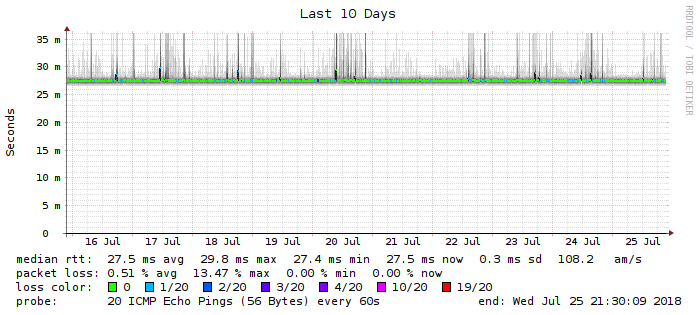 Last 10 Days
RRDTOOL / TOBI OETIKER
Seconds
35 m
30 m
25 m
20 m
15 m
10 m
5 m
0
16 Jul 17 Jul 18 Jul 19 Jul 20 Jul 21 Jul 22 Jul 23 Jul 24 Jul 25 Jul
median rtt: 27.5 ms avg 29.8 ms max 27.4 ms min 27.5 ms now 0.3 ms sd 108.2 am/s
packet loss: 0.51 % avg 13.47 % max 0.00 % min 0.00 % now
loss color: 0 1/20 2/20 3/20 4/20 10/20 19/20
probe: 20 ICMP Echo Pings (56 Bytes) every 60s end: Wed Jul 25 21:30:09 2018